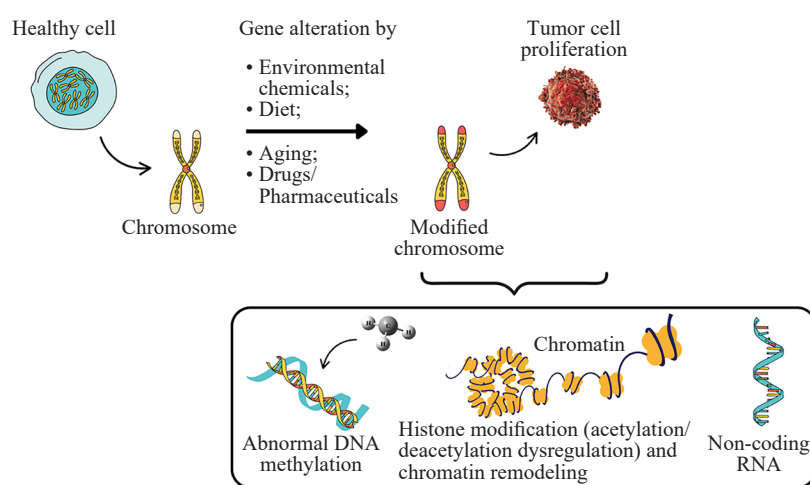 Healthy cell
Gene alteration by
• Environmental
chemicals;
• Diet;
• Aging;
• Drugs/
Pharmaceuticals
Tumor cell
proliferation
Chromosome
Modified
chromosome
H
C
H
H
Chromatin
Abnormal DNA
methylation
Histone modification (acetylation/
deacetylation dysregulation) and
chromatin remodeling
Non-coding
RNA